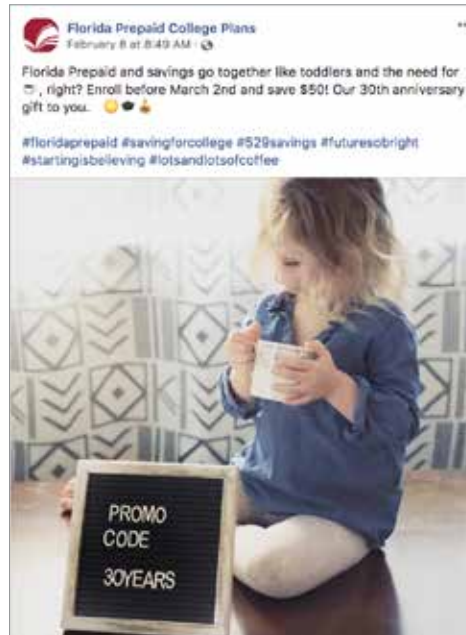 Florida Prepaid College Plans
February 8 at 8:49 AM ·
Florida Prepaid and savings go together like toddlers and the need for
☕, right? Enroll before March 2nd and save $50! Our 30th anniversary
gift to you.
#floridaprepaid #savingforcollege #529savings #futuresobright
#startingisbelieving #lotsandlotsofcoffee
PROMO
CODE
30YEARS